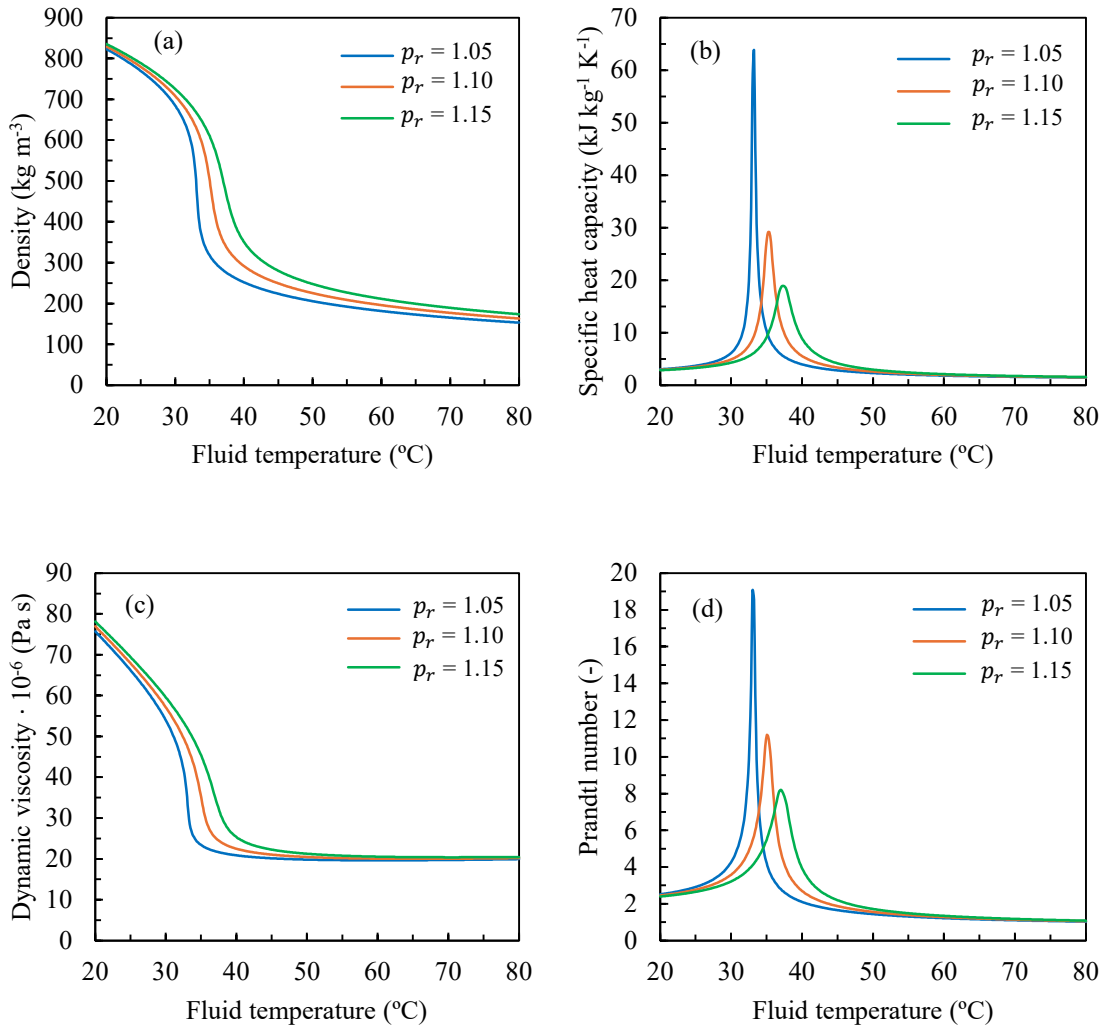 (a)
Density (kg m⁻³)
900
800
700
600
500
400
300
200
100
0
p_r = 1.05
p_r = 1.10
p_r = 1.15
20 30 40 50 60 70 80
Fluid temperature (ºC)
(b)
Specific heat capacity (kJ kg⁻¹ K⁻¹)
70
60
50
40
30
20
10
0
p_r = 1.05
p_r = 1.10
p_r = 1.15
20 30 40 50 60 70 80
Fluid temperature (ºC)
(c)
Dynamic viscosity · 10⁻⁶ (Pa s)
90
80
70
60
50
40
30
20
10
0
p_r = 1.05
p_r = 1.10
p_r = 1.15
20 30 40 50 60 70 80
Fluid temperature (ºC)
(d)
Prandtl number (-)
20
18
16
14
12
10
8
6
4
2
0
p_r = 1.05
p_r = 1.10
p_r = 1.15
20 30 40 50 60 70 80
Fluid temperature (ºC)